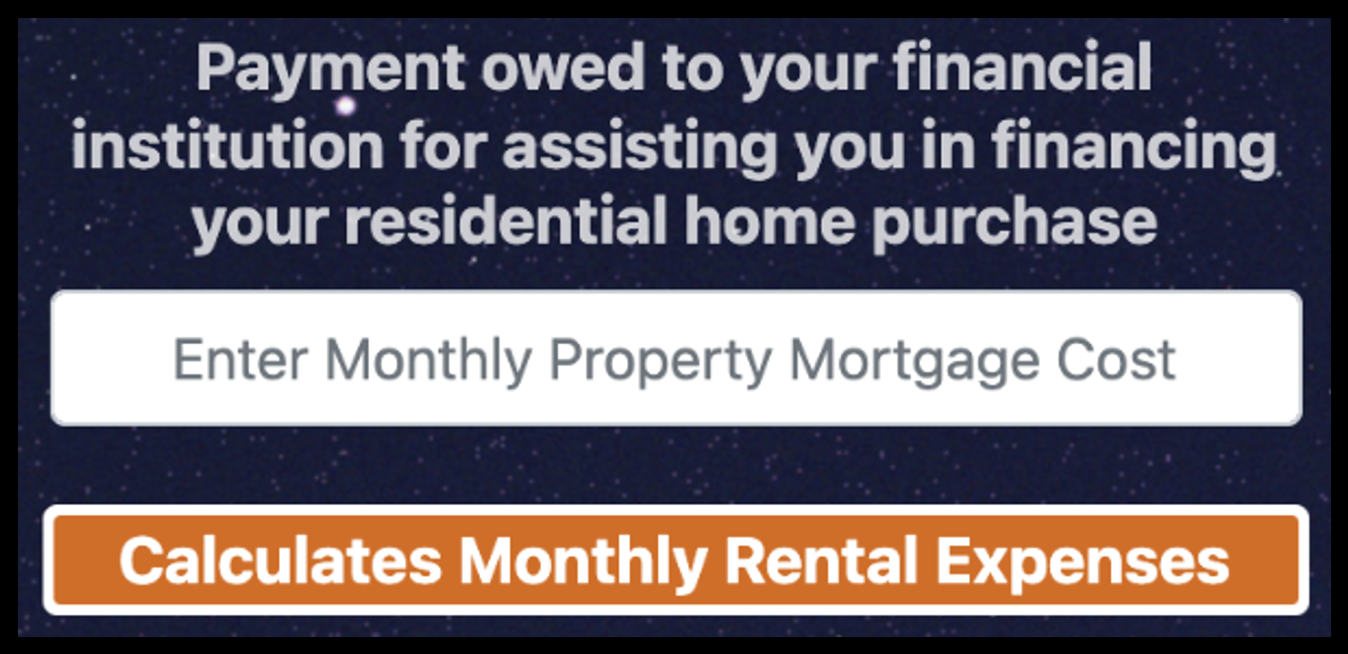 Payment owed to your financial
institution for assisting you in financing
your residential home purchase
Enter Monthly Property Mortgage Cost
Calculates Monthly Rental Expenses